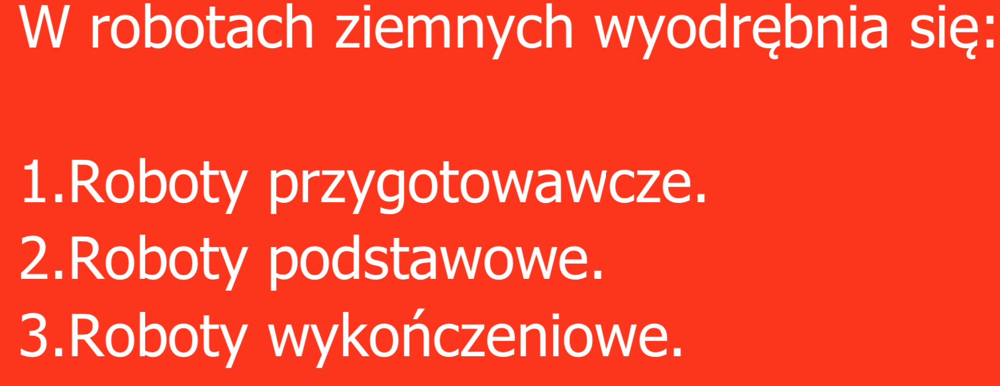 W robotach ziemnych wyodrębnia się:
1.Roboty przygotowawcze.
2.Roboty podstawowe.
3.Roboty wykończeniowe.